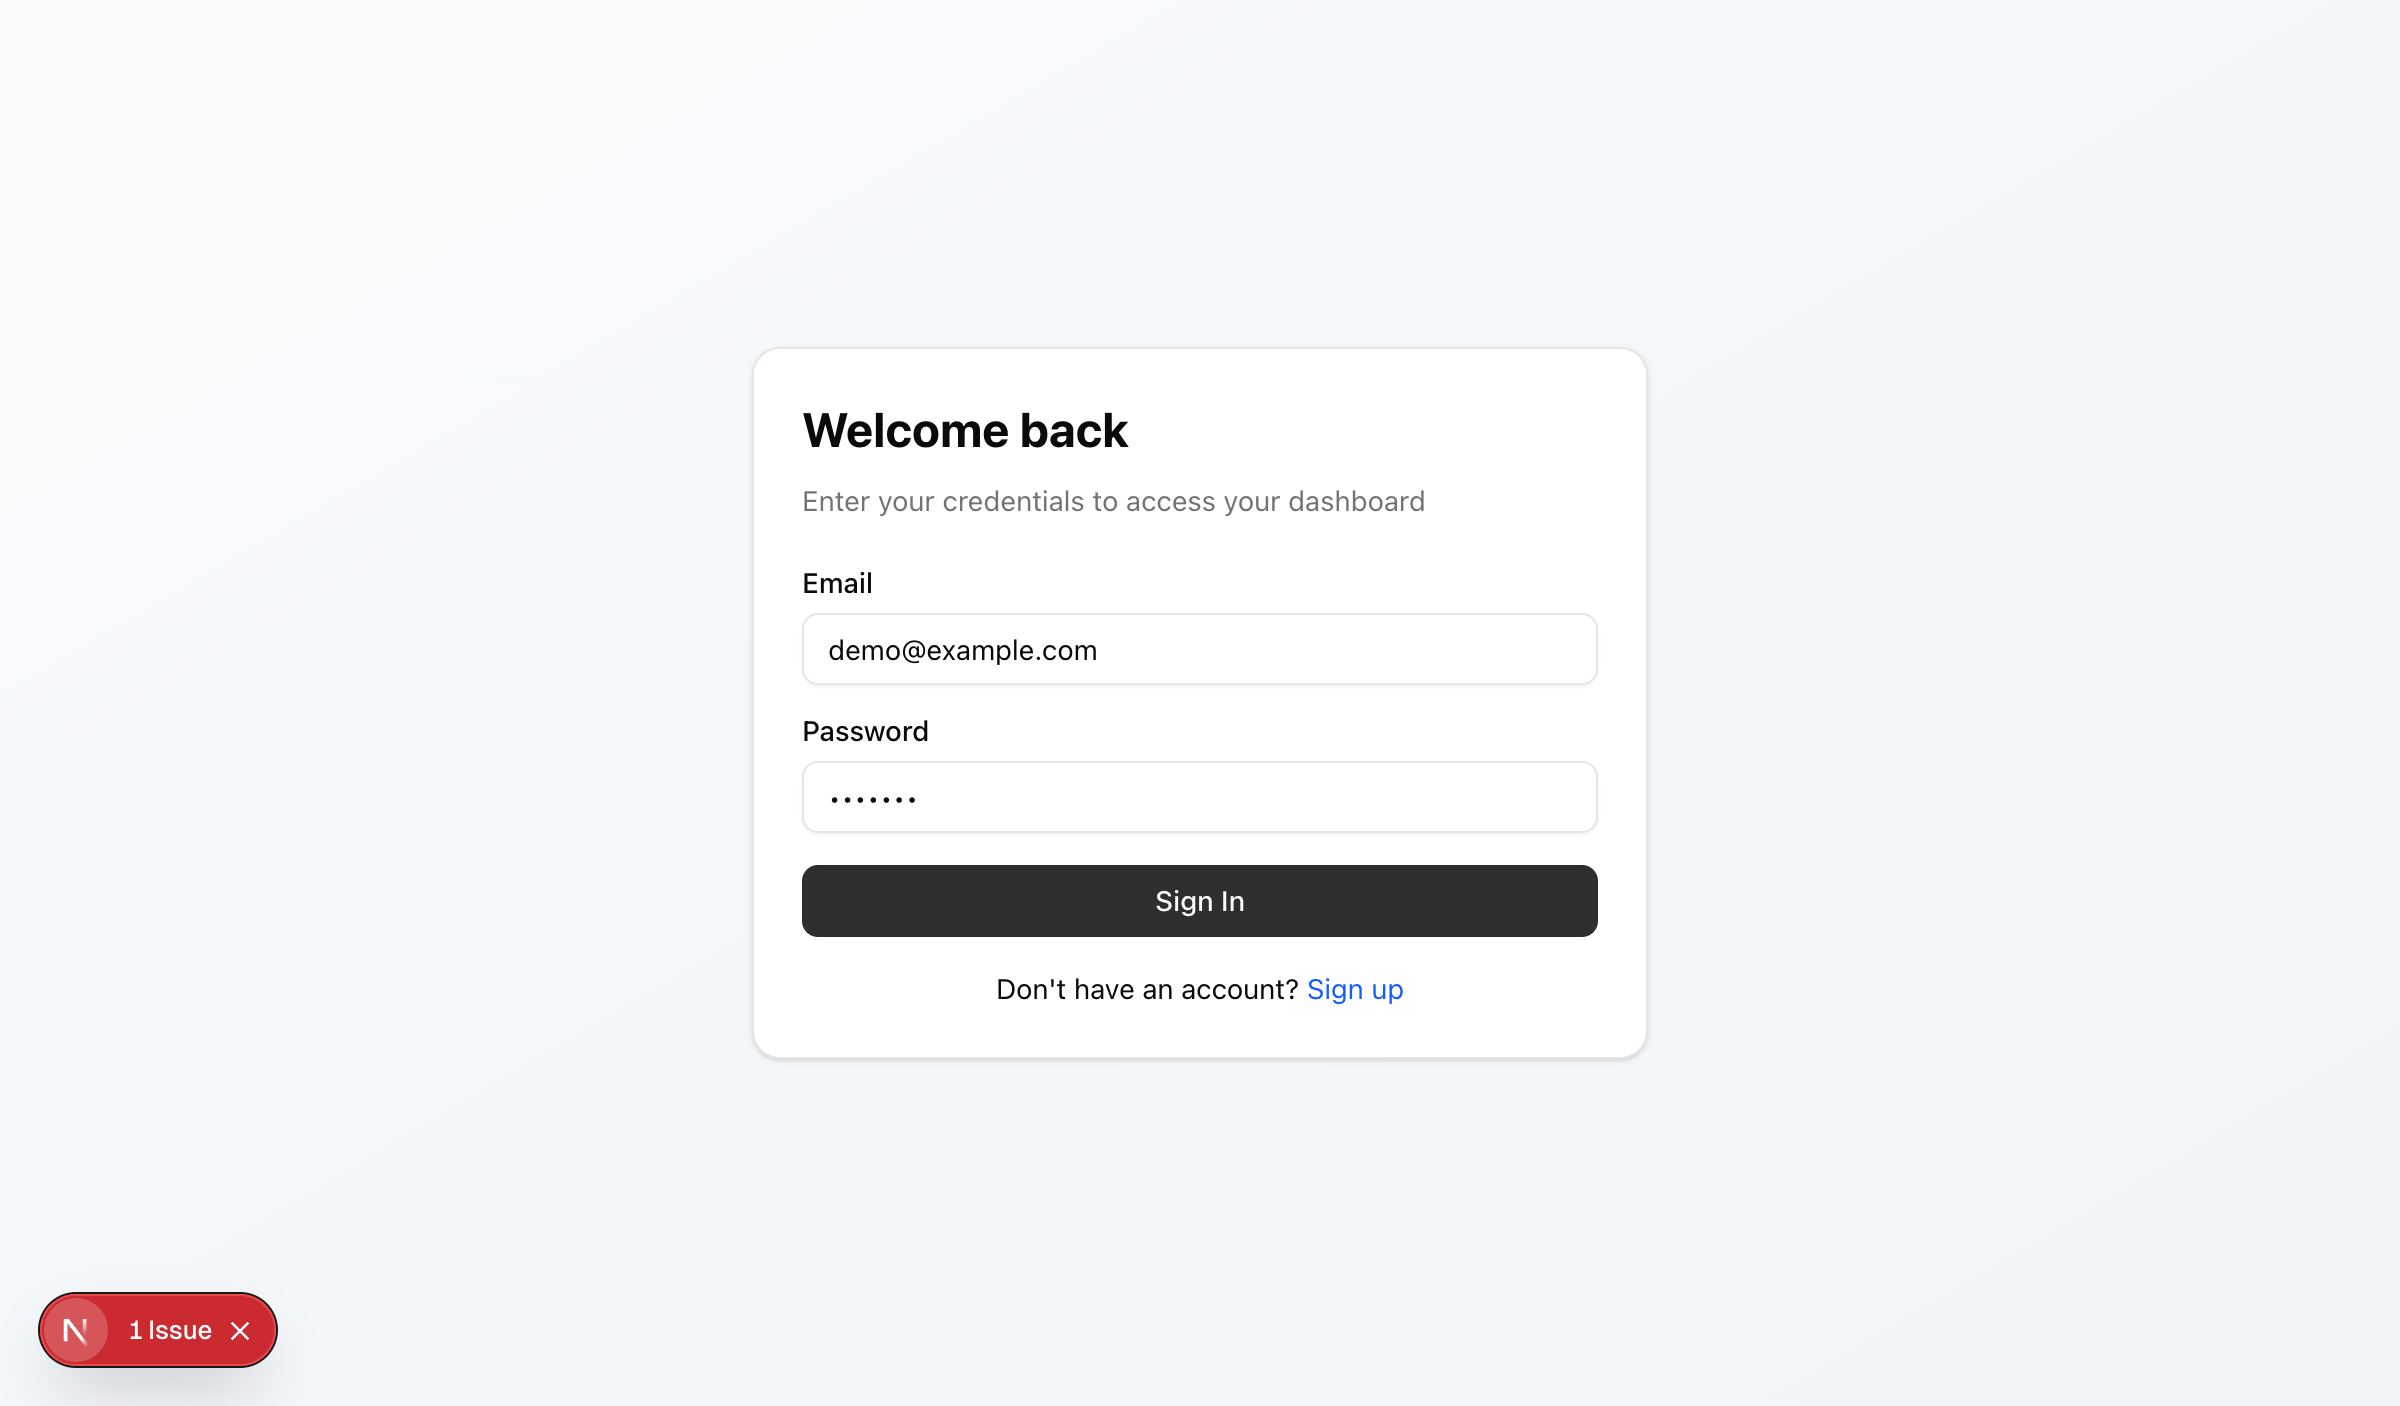 Welcome back
Enter your credentials to access your dashboard
Email
demo@example.com
Password
•••••••
Sign In
Don't have an account? Sign up
N 1 Issue